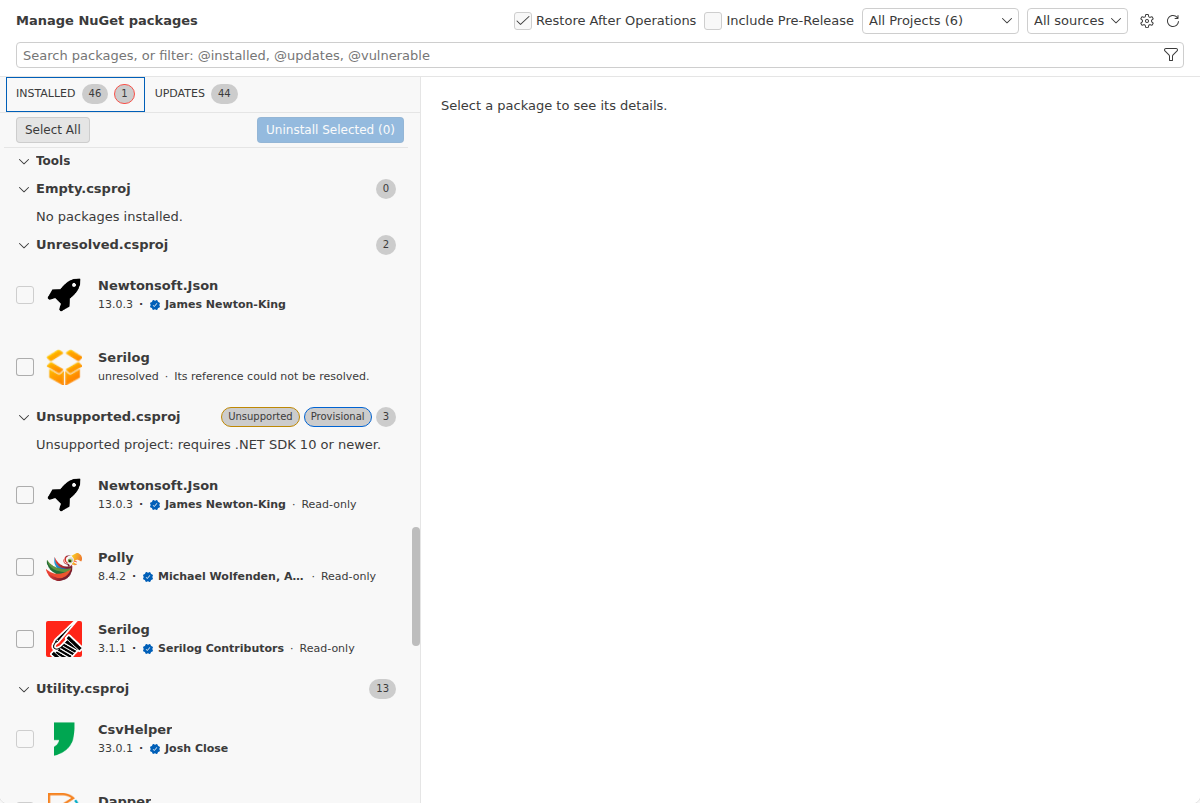 Manage NuGet packages
Restore After Operations
Include Pre-Release
All Projects (6)
All sources
Search packages, or filter: @installed, @updates, @vulnerable
INSTALLED 46 1
UPDATES 44
Select All
Uninstall Selected (0)
Select a package to see its details.
Tools
Empty.csproj 0
No packages installed.
Unresolved.csproj 2
Newtonsoft.Json
13.0.3 · James Newton-King
Serilog
unresolved · Its reference could not be resolved.
Unsupported.csproj Unsupported Provisional 3
Unsupported project: requires .NET SDK 10 or newer.
Newtonsoft.Json
13.0.3 · James Newton-King · Read-only
Polly
8.4.2 · Michael Wolfenden, A... · Read-only
Serilog
3.1.1 · Serilog Contributors · Read-only
Utility.csproj 13
CsvHelper
33.0.1 · Josh Close
Dapper